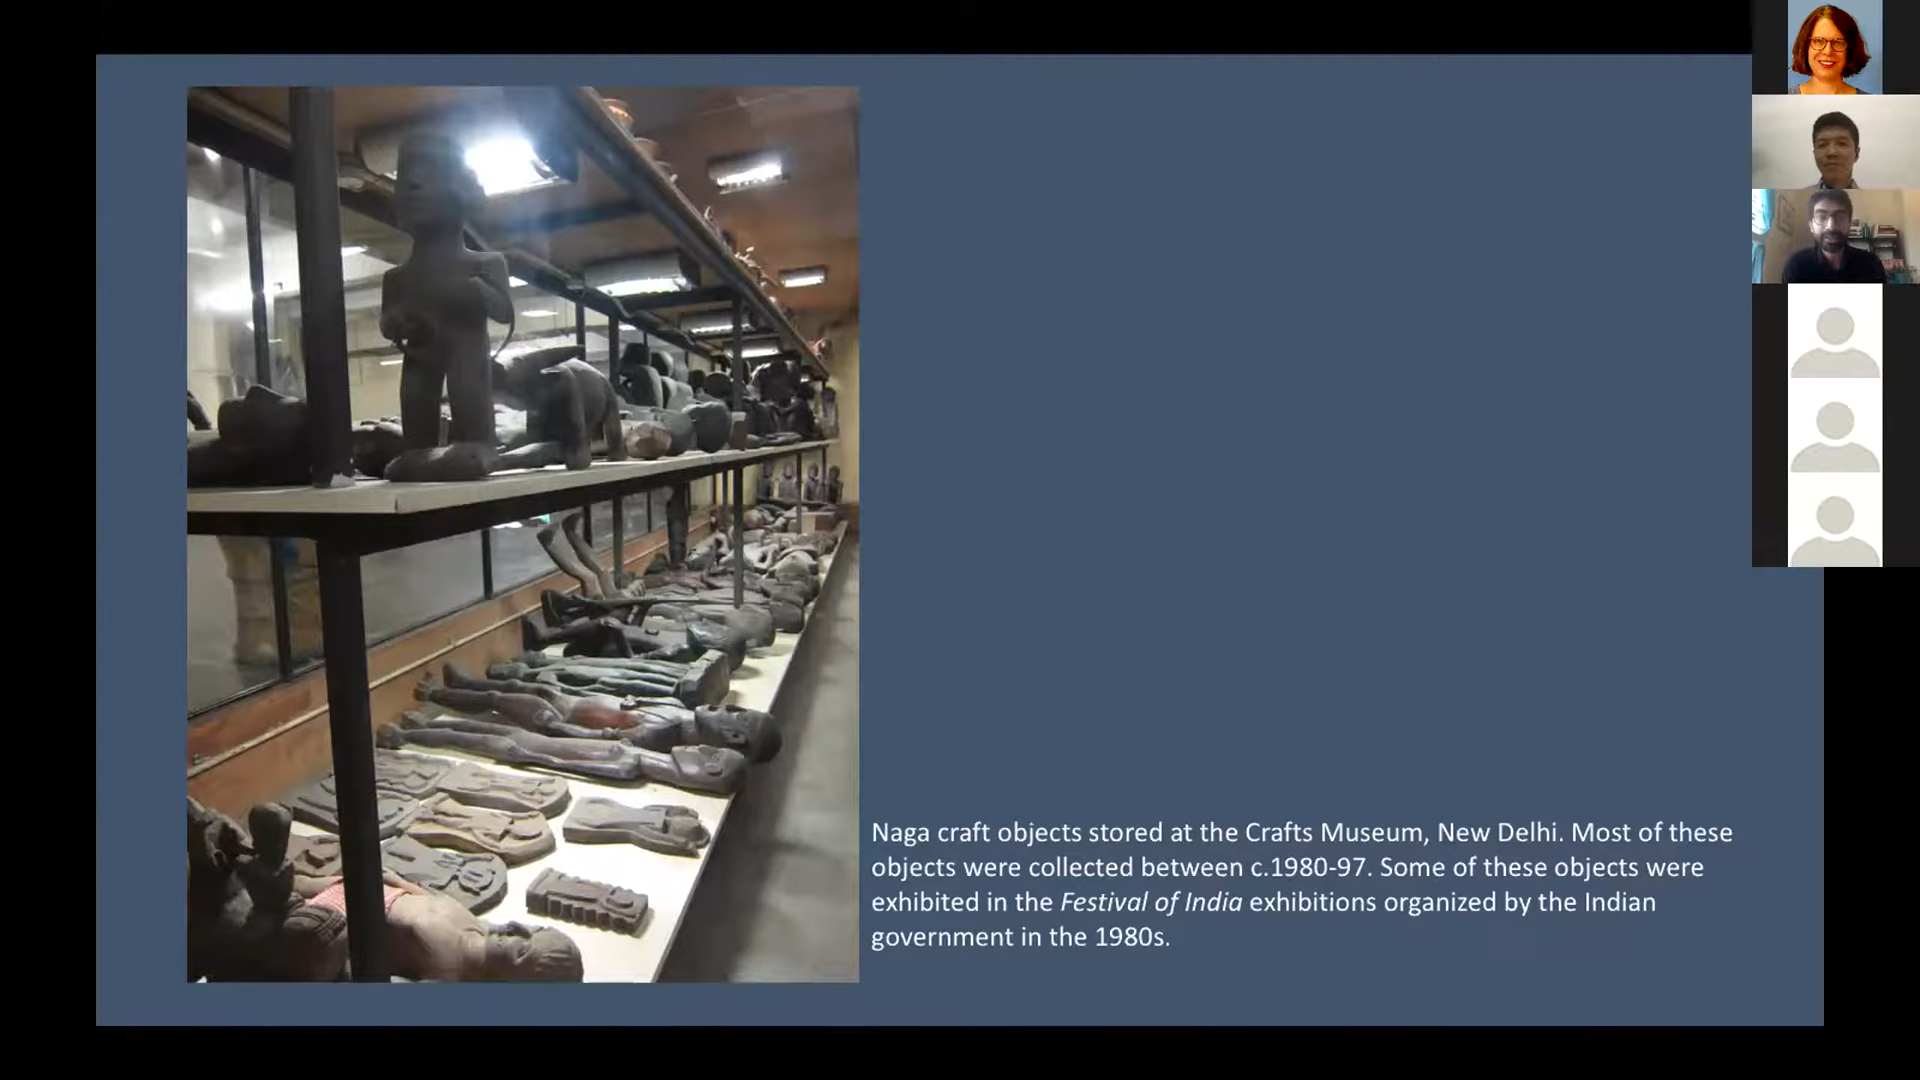 Naga craft objects stored at the Crafts Museum, New Delhi. Most of these
objects were collected between c.1980-97. Some of these objects were
exhibited in the Festival of India exhibitions organized by the Indian
government in the 1980s.